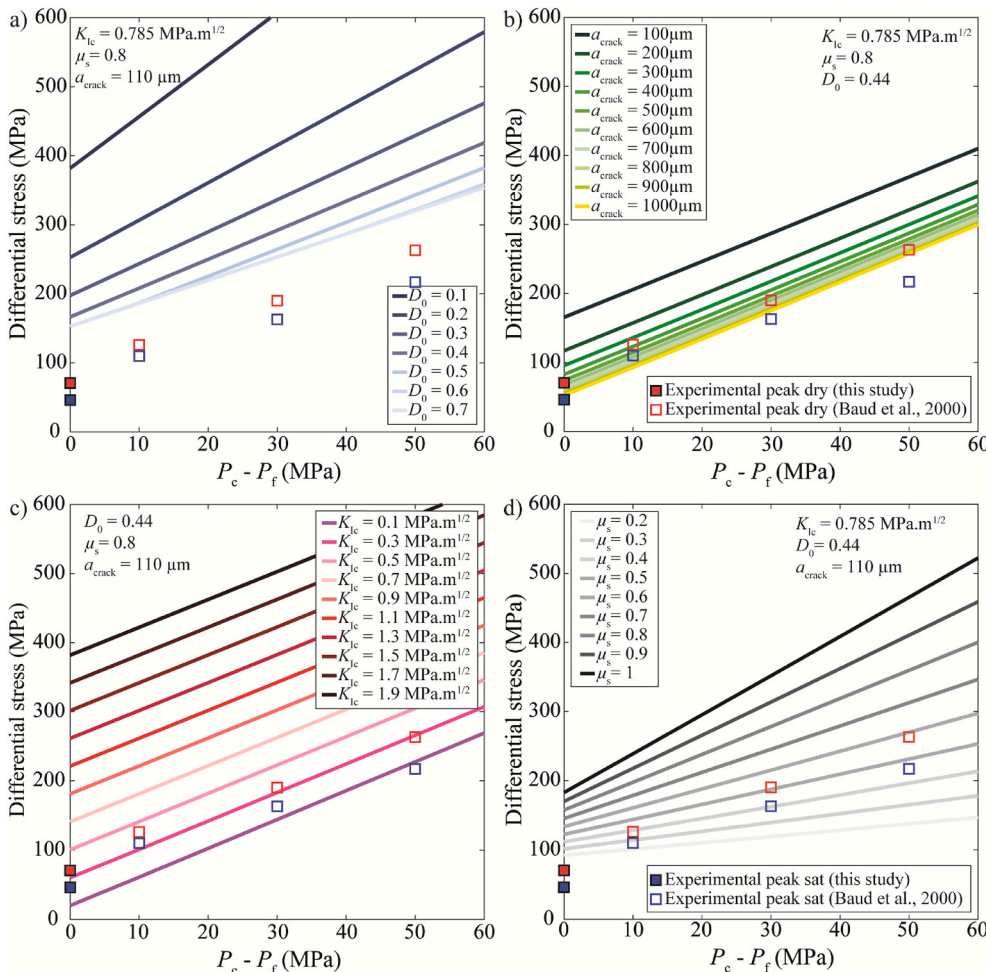 a)
K_Ic = 0.785 MPa.m^1/2
μ_s = 0.8
a_crack = 110 μm
600
500
400
300
200
100
0
Differential stress (MPa)
D_0 = 0.1
D_0 = 0.2
D_0 = 0.3
D_0 = 0.4
D_0 = 0.5
D_0 = 0.6
D_0 = 0.7
0 10 20 30 40 50 60
P_c - P_f (MPa)
b)
a_crack = 100μm
a_crack = 200μm
a_crack = 300μm
a_crack = 400μm
a_crack = 500μm
a_crack = 600μm
a_crack = 700μm
a_crack = 800μm
a_crack = 900μm
a_crack = 1000μm
K_Ic = 0.785 MPa.m^1/2
μ_s = 0.8
D_0 = 0.44
600
500
400
300
200
100
0
Differential stress (MPa)
Experimental peak dry (this study)
Experimental peak dry (Baud et al., 2000)
0 10 20 30 40 50 60
P_c - P_f (MPa)
c)
D_0 = 0.44
μ_s = 0.8
a_crack = 110 μm
K_Ic = 0.1 MPa.m^1/2
K_Ic = 0.3 MPa.m^1/2
K_Ic = 0.5 MPa.m^1/2
K_Ic = 0.7 MPa.m^1/2
K_Ic = 0.9 MPa.m^1/2
K_Ic = 1.1 MPa.m^1/2
K_Ic = 1.3 MPa.m^1/2
K_Ic = 1.5 MPa.m^1/2
K_Ic = 1.7 MPa.m^1/2
K_Ic = 1.9 MPa.m^1/2
600
500
400
300
200
100
0
Differential stress (MPa)
0 10 20 30 40 50 60
P_c - P_f (MPa)
d)
μ_s = 0.2
μ_s = 0.3
μ_s = 0.4
μ_s = 0.5
μ_s = 0.6
μ_s = 0.7
μ_s = 0.8
μ_s = 0.9
μ_s = 1
K_Ic = 0.785 MPa.m^1/2
D_0 = 0.44
a_crack = 110 μm
600
500
400
300
200
100
0
Differential stress (MPa)
Experimental peak sat (this study)
Experimental peak sat (Baud et al., 2000)
0 10 20 30 40 50 60
P_c - P_f (MPa)